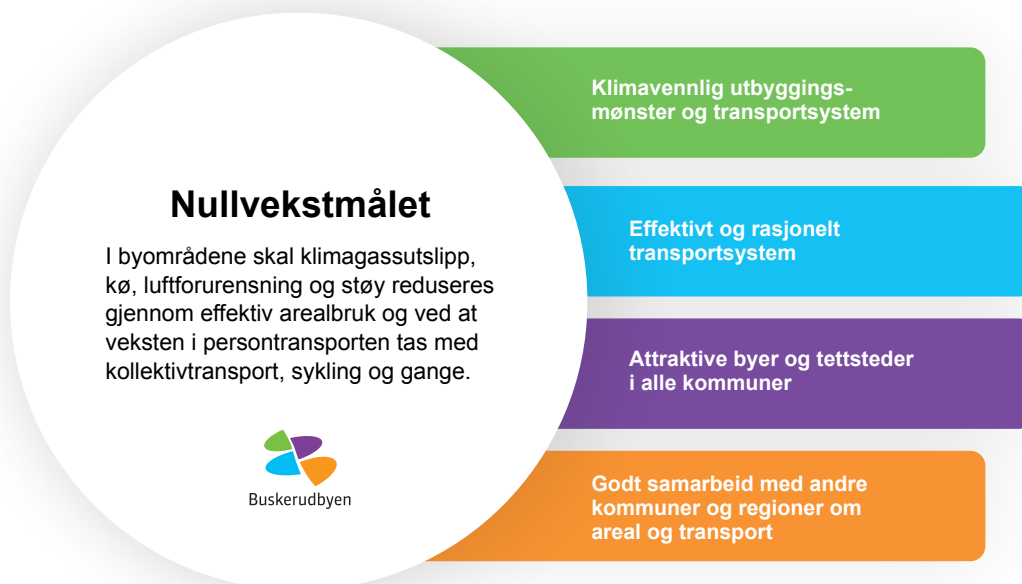 Nullvekstmålet
I byområdene skal klimagassutslipp,
kø, luftforurensning og støy reduseres
gjennom effektiv arealbruk og ved at
veksten i persontransporten tas med
kollektivtransport, sykling og gange.
Buskerudbyen
Klimavennlig utbyggings-
mønster og transportsystem
Effektivt og rasjonelt
transportsystem
Attraktive byer og tettsteder
i alle kommuner
Godt samarbeid med andre
kommuner og regioner om
areal og transport